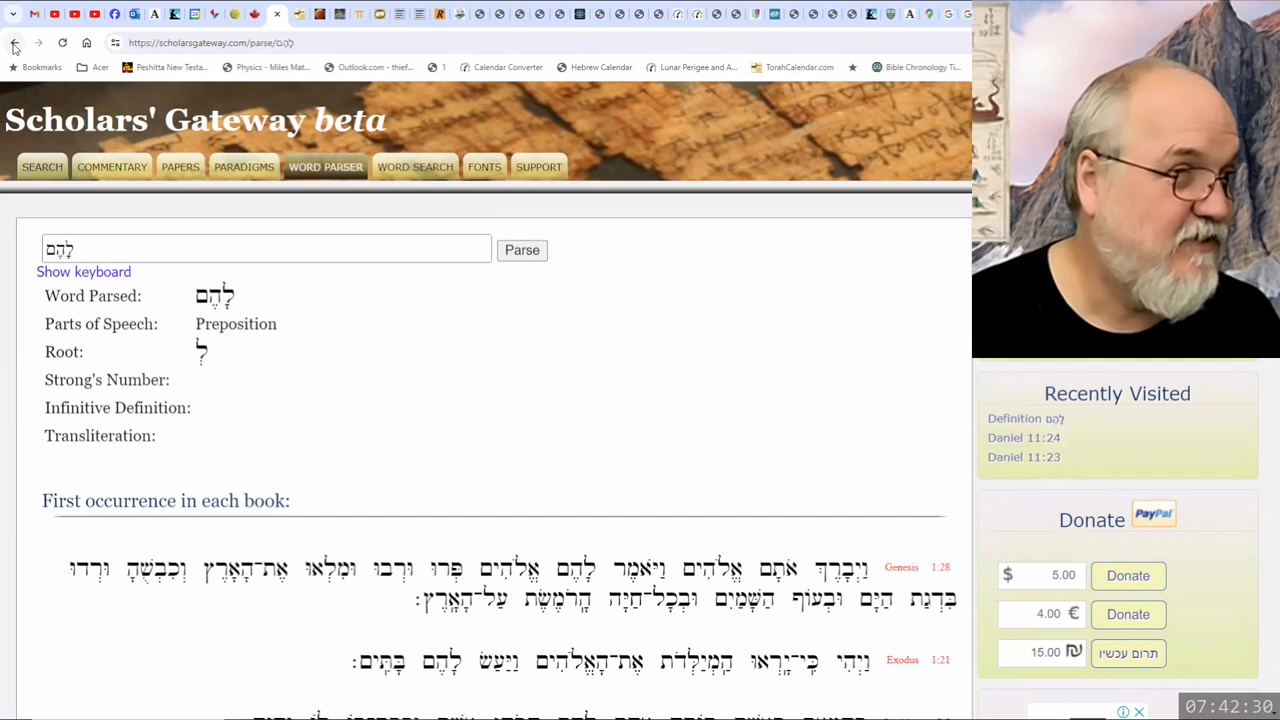 https://scholarsgateway.com/parse/לָהֶם
Bookmarks
Acer
Peshitta New Testa...
Physics - Miles Mat...
Outlook.com - thief...
1
Calendar Converter
Hebrew Calendar
Lunar Perigee and A...
TorahCalendar.com
Bible Chronology Ti...
Scholars' Gateway beta
SEARCH
COMMENTARY
PAPERS
PARADIGMS
WORD PARSER
WORD SEARCH
FONTS
SUPPORT
לָהֶם
Parse
Show keyboard
Word Parsed: לָהֶם
Parts of Speech: Preposition
Root: לְ
Strong's Number:
Infinitive Definition:
Transliteration:
First occurrence in each book:
Genesis 1:28 וַיְבָרֶךְ אֹתָם אֱלֹהִים וַיֹּאמֶר לָהֶם אֱלֹהִים פְּרוּ וּרְבוּ וּמִלְאוּ אֶת־הָאָרֶץ וְכִבְשֻׁהָ וּרְדוּ
בִּדְגַת הַיָּם וּבְעוֹף הַשָּׁמַיִם וּבְכָל־חַיָּה הָרֹמֶשֶׂת עַל־הָאָרֶץ׃
Exodus 1:21 וַיְהִי כִּי־יָרְאוּ הַמְיַלְּדֹת אֶת־הָאֱלֹהִים וַיַּעַשׂ לָהֶם בָּתִּים׃
Recently Visited
Definition לָהֶם
Daniel 11:24
Daniel 11:23
Donate PayPal
$ 5.00 Donate
4.00 € Donate
15.00 ₪ תרום עכשיו
07:42:30